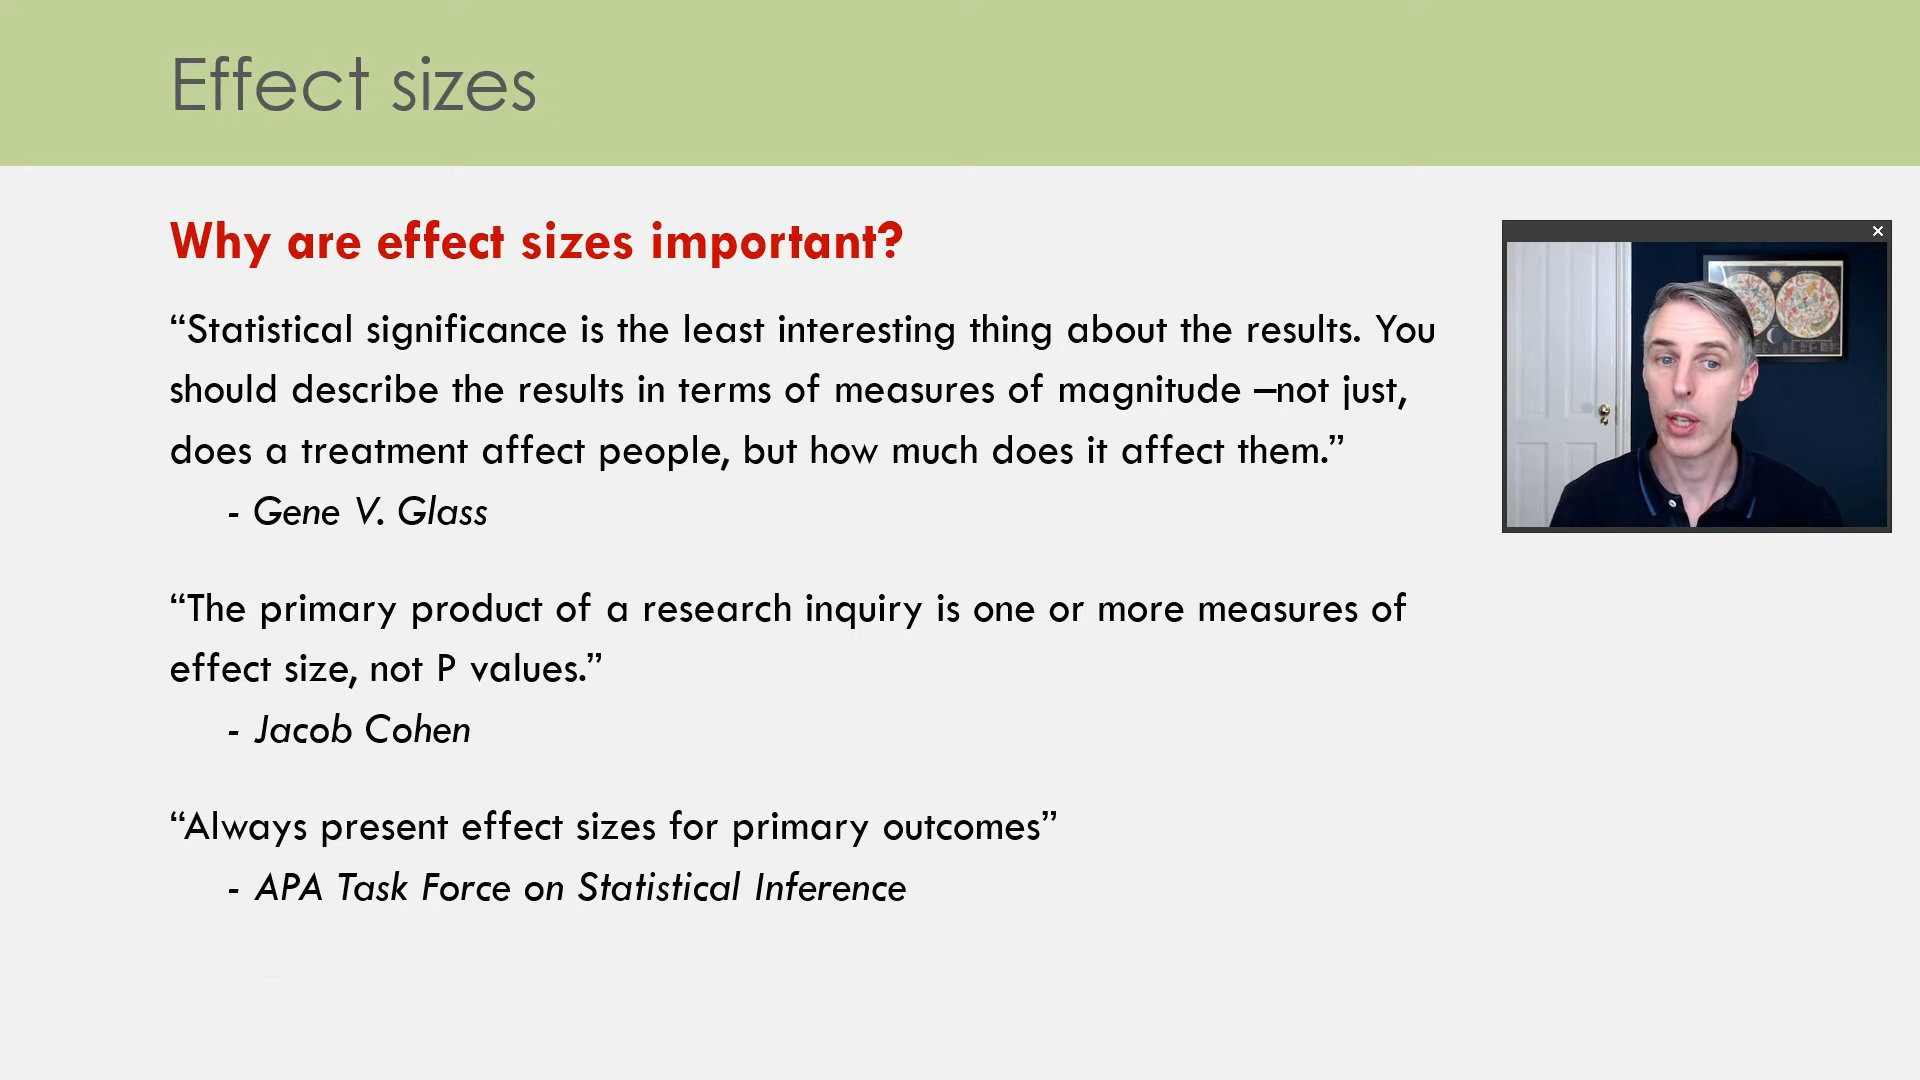 Effect sizes
Why are effect sizes important?
“Statistical significance is the least interesting thing about the results. You
should describe the results in terms of measures of magnitude –not just,
does a treatment affect people, but how much does it affect them.”
- Gene V. Glass
“The primary product of a research inquiry is one or more measures of
effect size, not P values.”
- Jacob Cohen
“Always present effect sizes for primary outcomes”
- APA Task Force on Statistical Inference